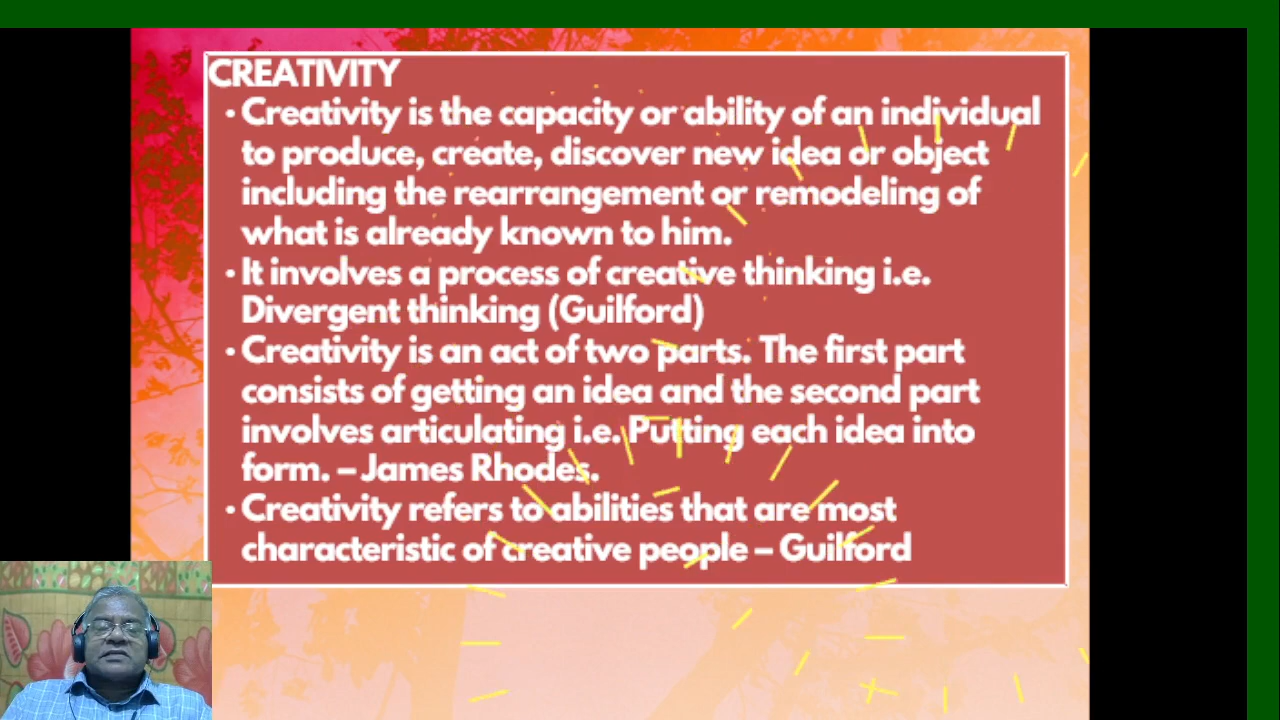 CREATIVITY
• Creativity is the capacity or ability of an individual
to produce, create, discover new idea or object
including the rearrangement or remodeling of
what is already known to him.
• It involves a process of creative thinking i.e.
Divergent thinking (Guilford)
• Creativity is an act of two parts. The first part
consists of getting an idea and the second part
involves articulating i.e. Putting each idea into
form. – James Rhodes.
• Creativity refers to abilities that are most
characteristic of creative people – Guilford